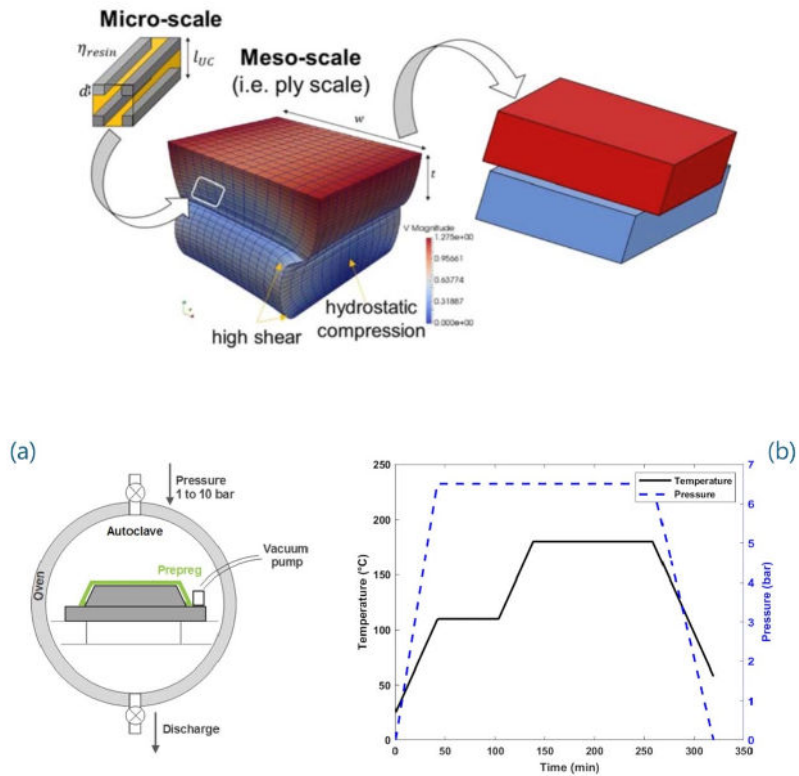 Micro-scale
η_resin
l_UC
d
Meso-scale
(i.e. ply scale)
w
t
V Magnitude
1.275e+00
0.95661
0.63774
0.31887
0.000e+00
hydrostatic
compression
high shear
(a)
Pressure
1 to 10 bar
Autoclave
Oven
Prepreg
Vacuum
pump
Discharge
(b)
Temperature
Pressure
250
200
150
100
50
0
Temperature (°C)
7
6
5
4
3
2
1
0
Pressure (bar)
0 50 100 150 200 250 300 350
Time (min)